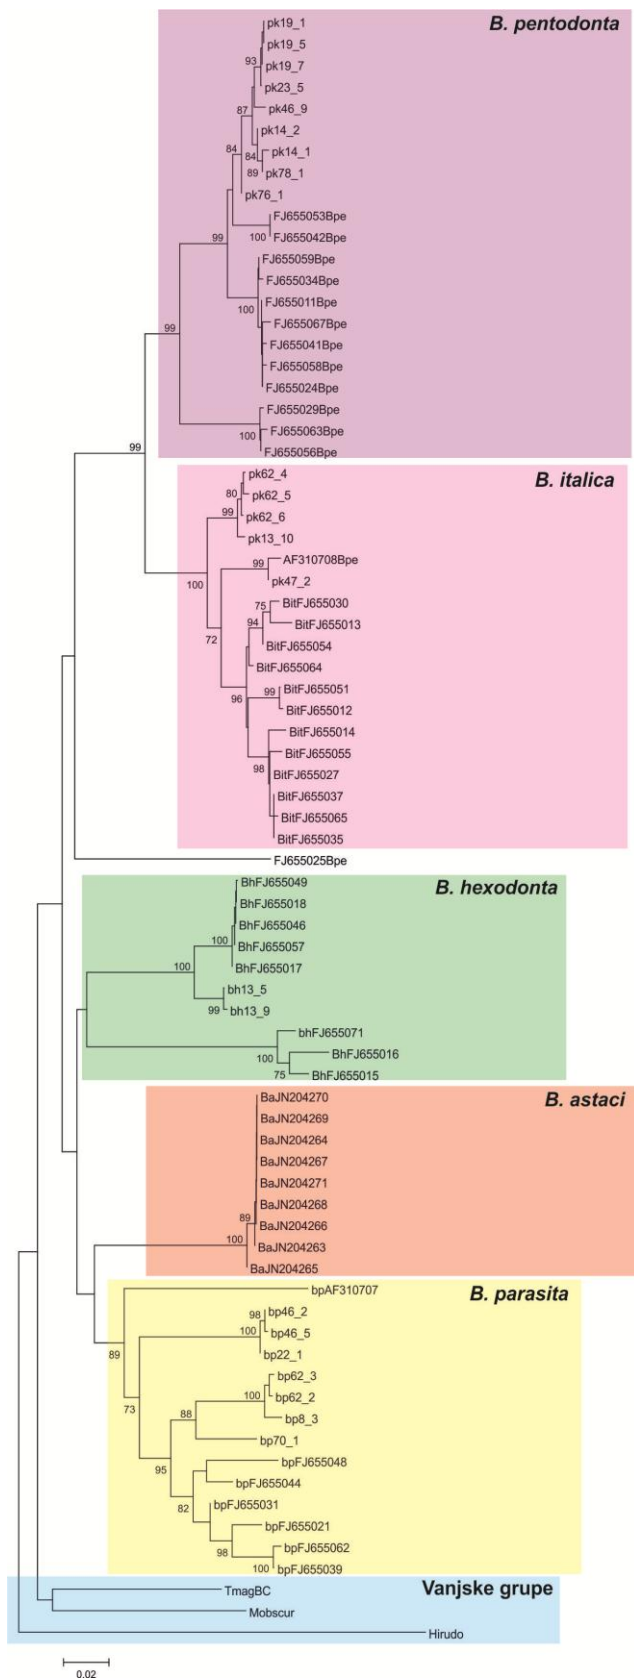 B. pentodonta
pk19_1
pk19_5
93
pk19_7
pk23_5
87
pk46_9
pk14_2
84
84
pk14_1
89
pk78_1
pk76_1
FJ655053Bpe
99
100
FJ655042Bpe
FJ655059Bpe
FJ655034Bpe
100
FJ655011Bpe
FJ655067Bpe
99
FJ655041Bpe
FJ655058Bpe
FJ655024Bpe
FJ655029Bpe
100
FJ655063Bpe
99
FJ655056Bpe
B. italica
pk62_4
80
pk62_5
99
pk62_6
pk13_10
99
AF310708Bpe
100
pk47_2
75
BitFJ655030
94
BitFJ655013
72
BitFJ655054
BitFJ655064
99
BitFJ655051
96
BitFJ655012
BitFJ655014
BitFJ655055
98
BitFJ655027
BitFJ655037
BitFJ655065
BitFJ655035
FJ655025Bpe
B. hexodonta
BhFJ655049
BhFJ655018
BhFJ655046
100
BhFJ655057
100
BhFJ655017
bh13_5
99
bh13_9
bhFJ655071
100
BhFJ655016
75
BhFJ655015
B. astaci
BaJN204270
BaJN204269
BaJN204264
BaJN204267
BaJN204271
BaJN204268
89
BaJN204266
100
BaJN204263
BaJN204265
B. parasita
bpAF310707
98
bp46_2
100
bp46_5
89
bp22_1
bp62_3
100
bp62_2
73
88
bp8_3
bp70_1
95
bpFJ655048
bpFJ655044
82
bpFJ655031
bpFJ655021
98
bpFJ655062
100
bpFJ655039
Vanjske grupe
TmagBC
Mobscur
Hirudo
0.02